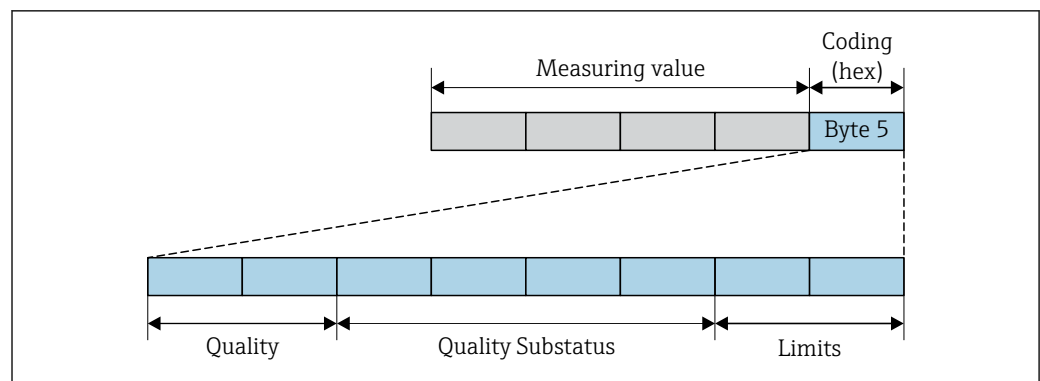 Coding
(hex)
Measuring value
Byte 5
Quality
Quality Substatus
Limits